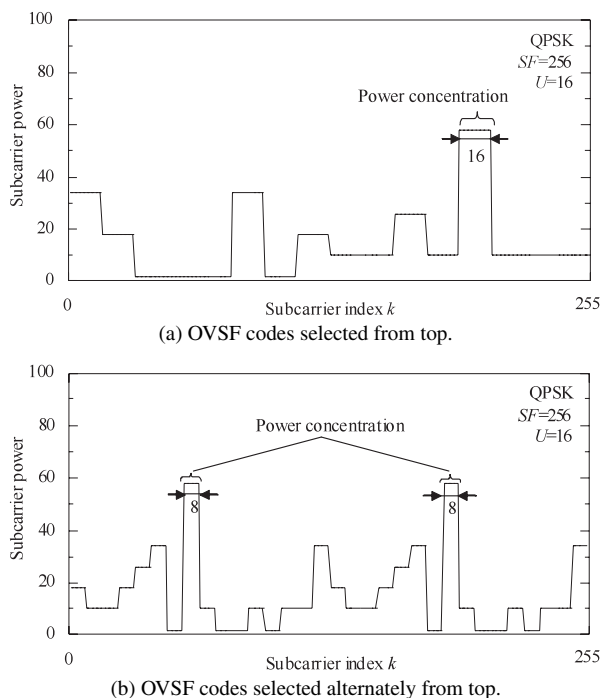 100
80
60
40
20
0
Subcarrier power
QPSK
SF=256
U=16
Power concentration
16
0
Subcarrier index k
255
(a) OVSF codes selected from top.
100
80
60
40
20
0
Subcarrier power
QPSK
SF=256
U=16
Power concentration
8
8
0
Subcarrier index k
255
(b) OVSF codes selected alternately from top.